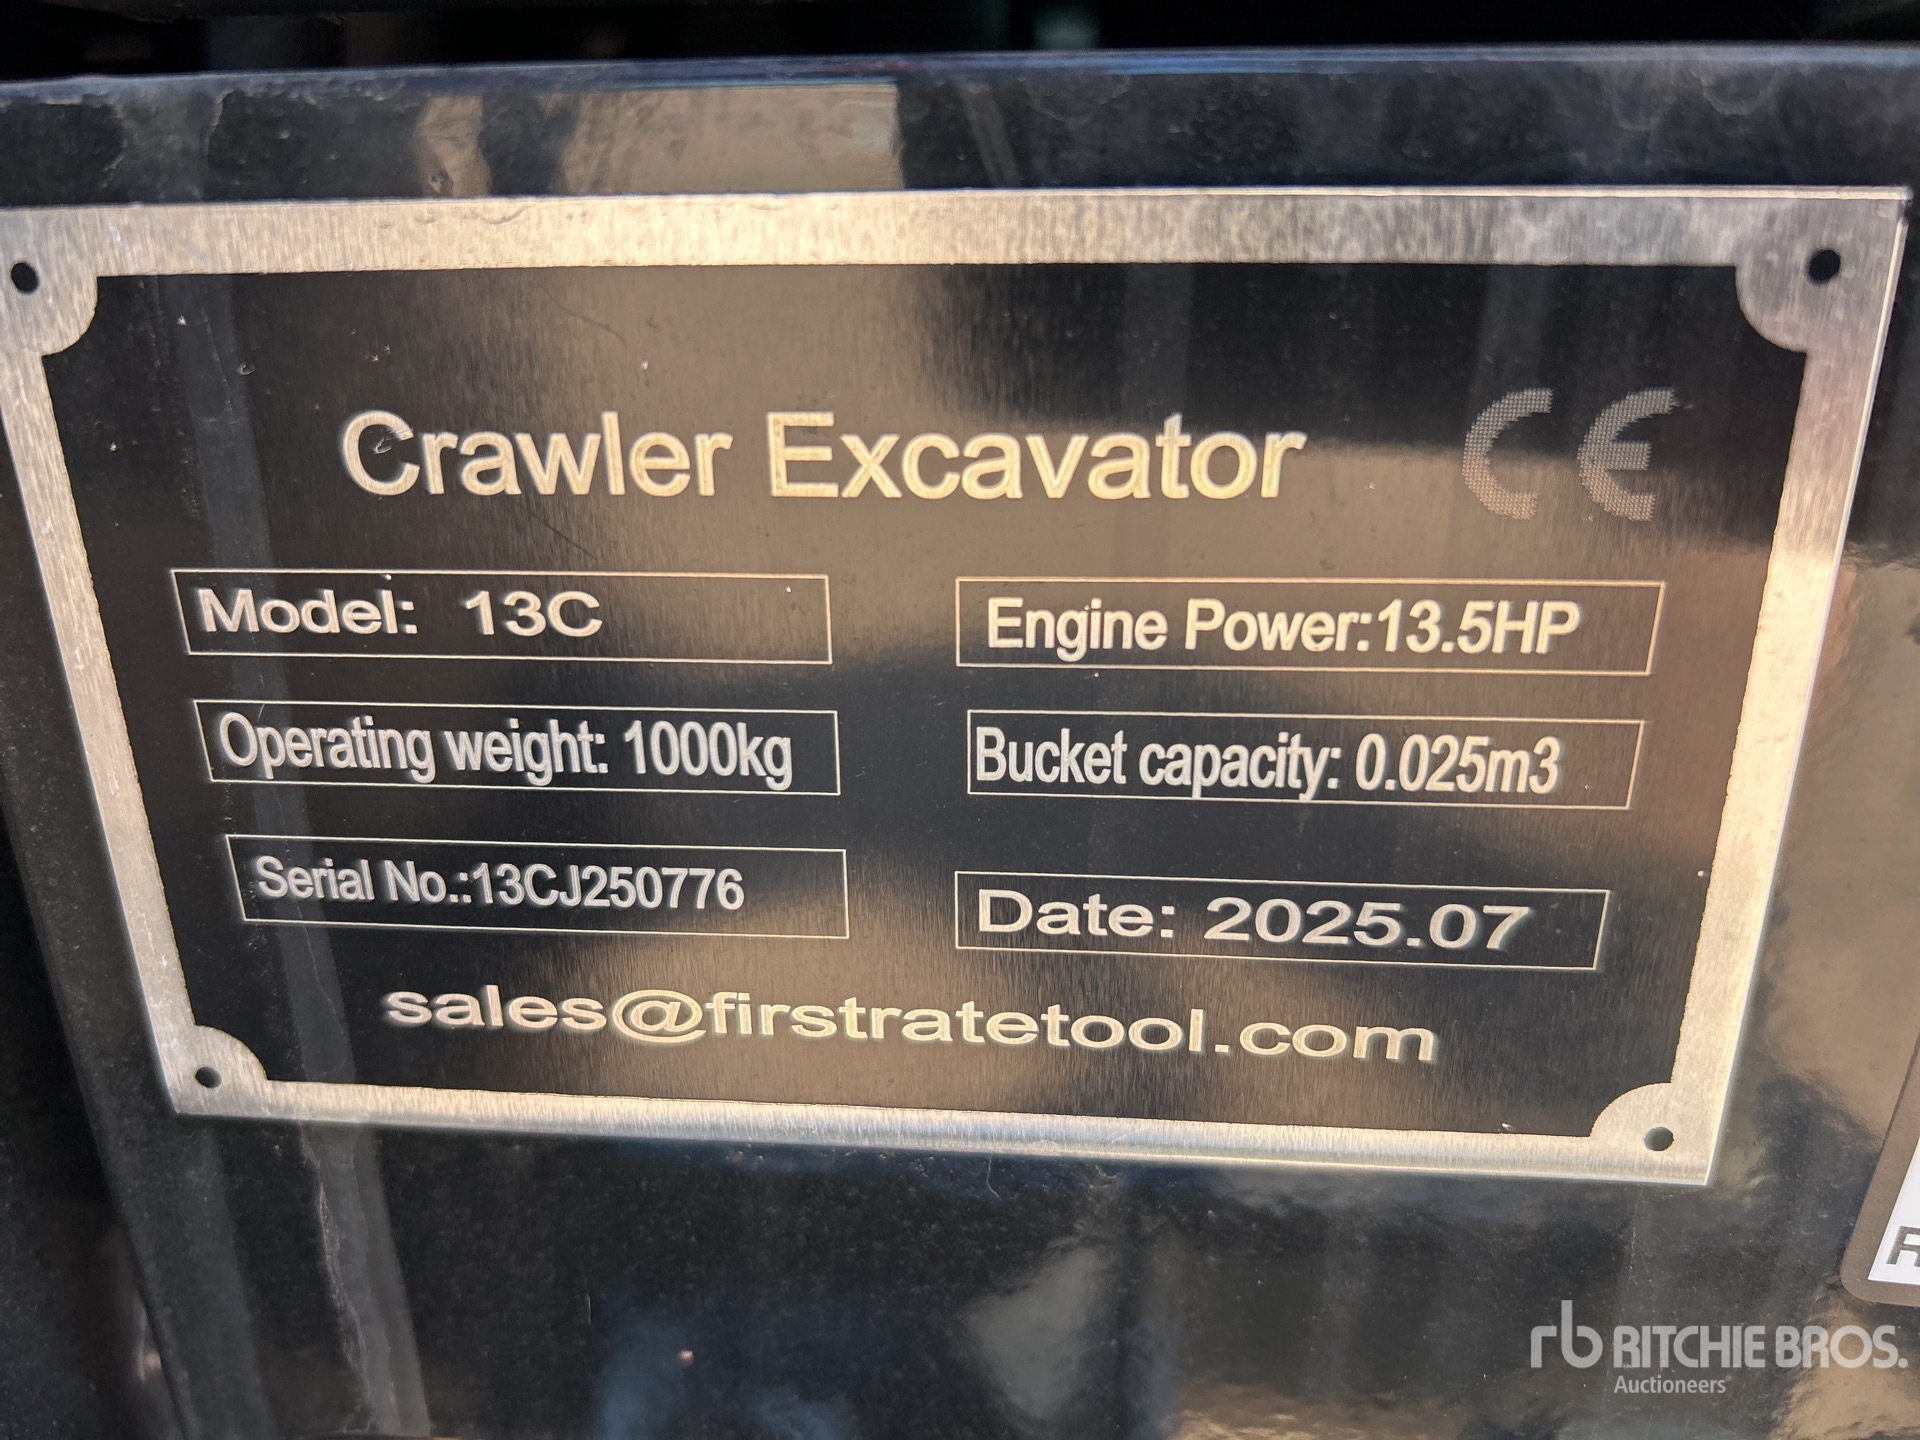 Crawler Excavator CE
Model: 13C
Engine Power:13.5HP
Operating weight: 1000kg
Bucket capacity: 0.025m3
Serial No.:13CJ250776
Date: 2025.07
sales@firstratetool.com
rb RITCHIE BROS.
Auctioneers